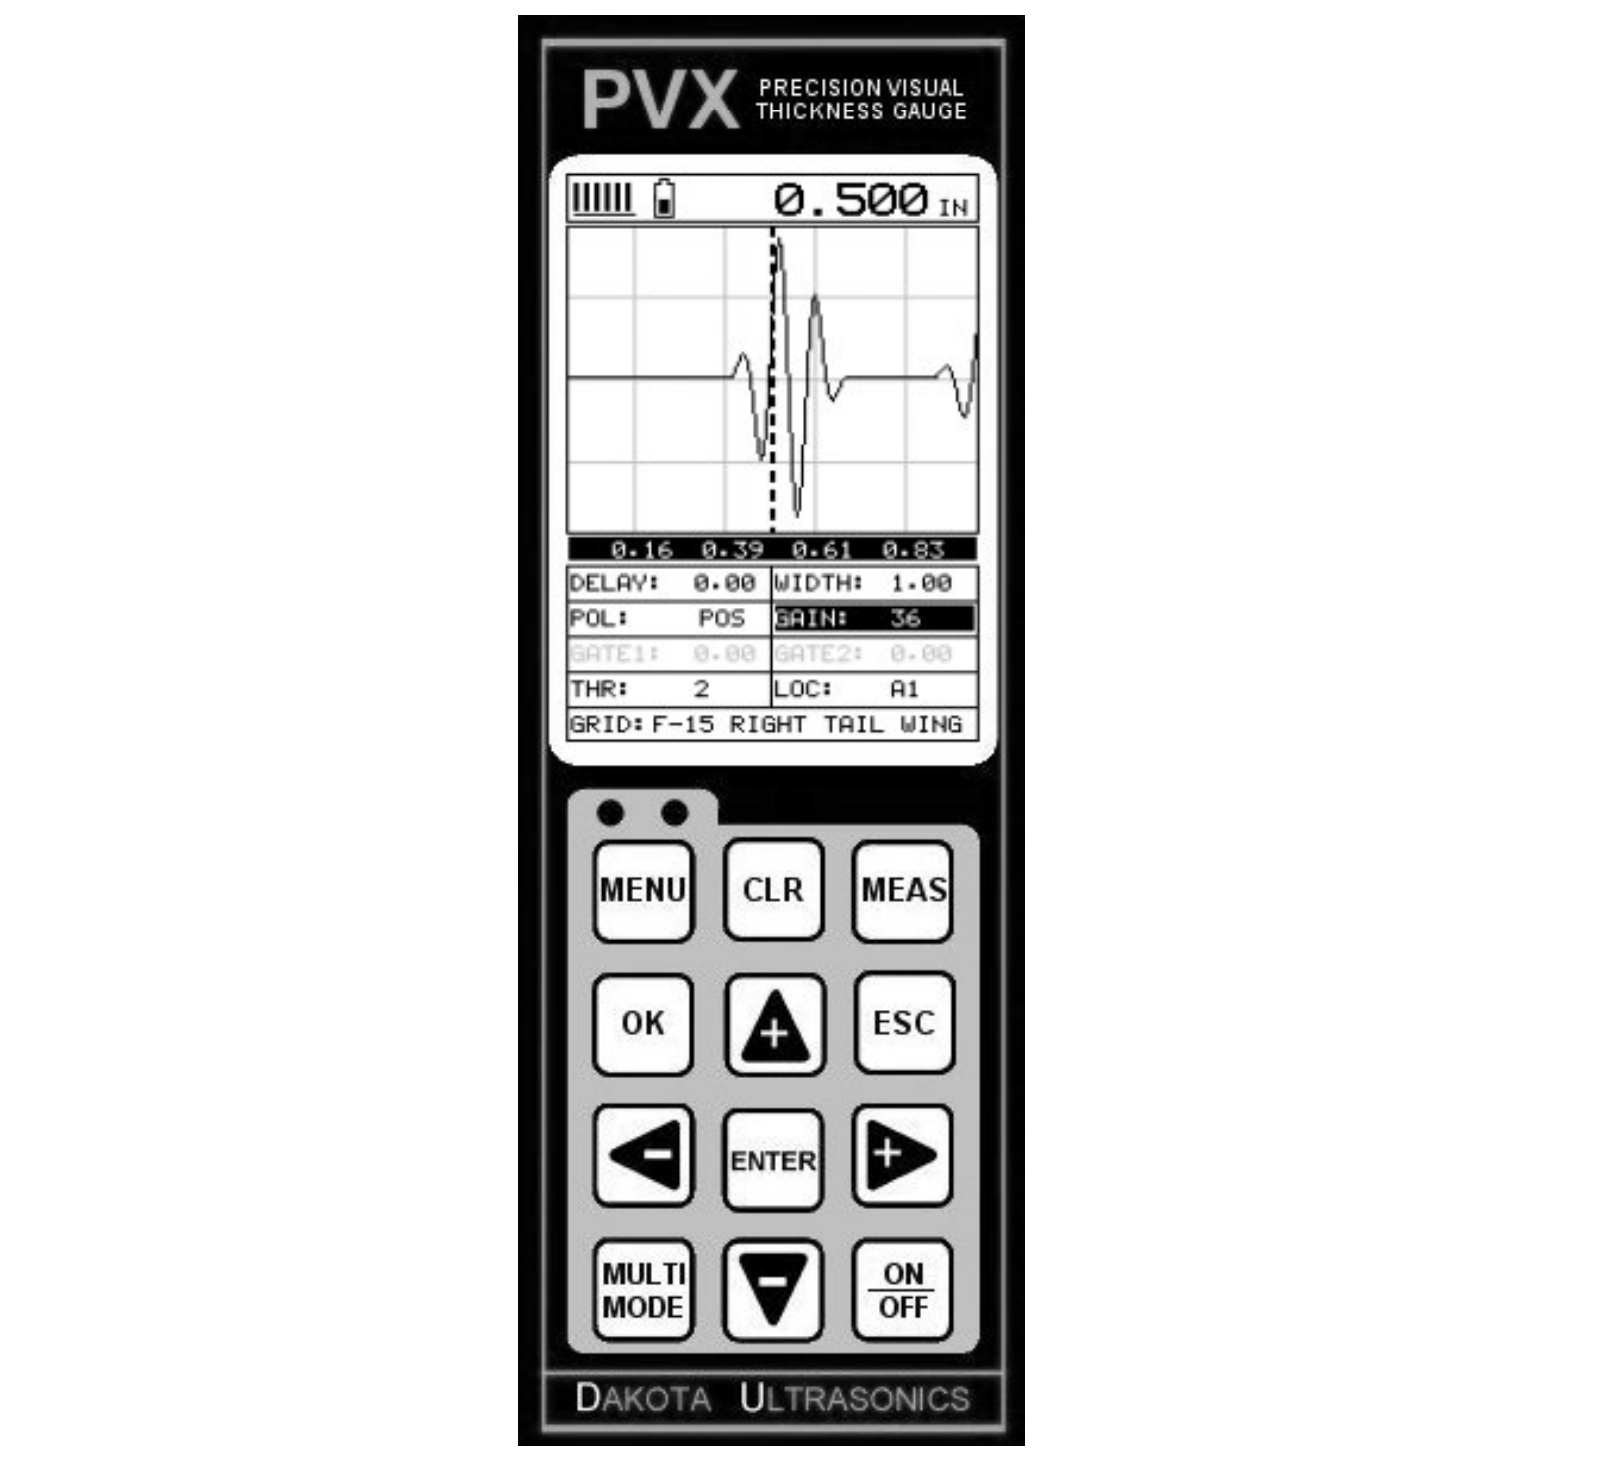 PVX PRECISION VISUAL
THICKNESS GAUGE
0.500 IN
0.16 0.39 0.61 0.83
DELAY: 0.00 WIDTH: 1.00
POL: POS GAIN: 36
GATE1: 0.00 GATE2: 0.00
THR: 2 LOC: A1
GRID: F-15 RIGHT TAIL WING
MENU CLR MEAS
OK + ESC
- ENTER +
MULTI
MODE
-
ON
OFF
DAKOTA ULTRASONICS